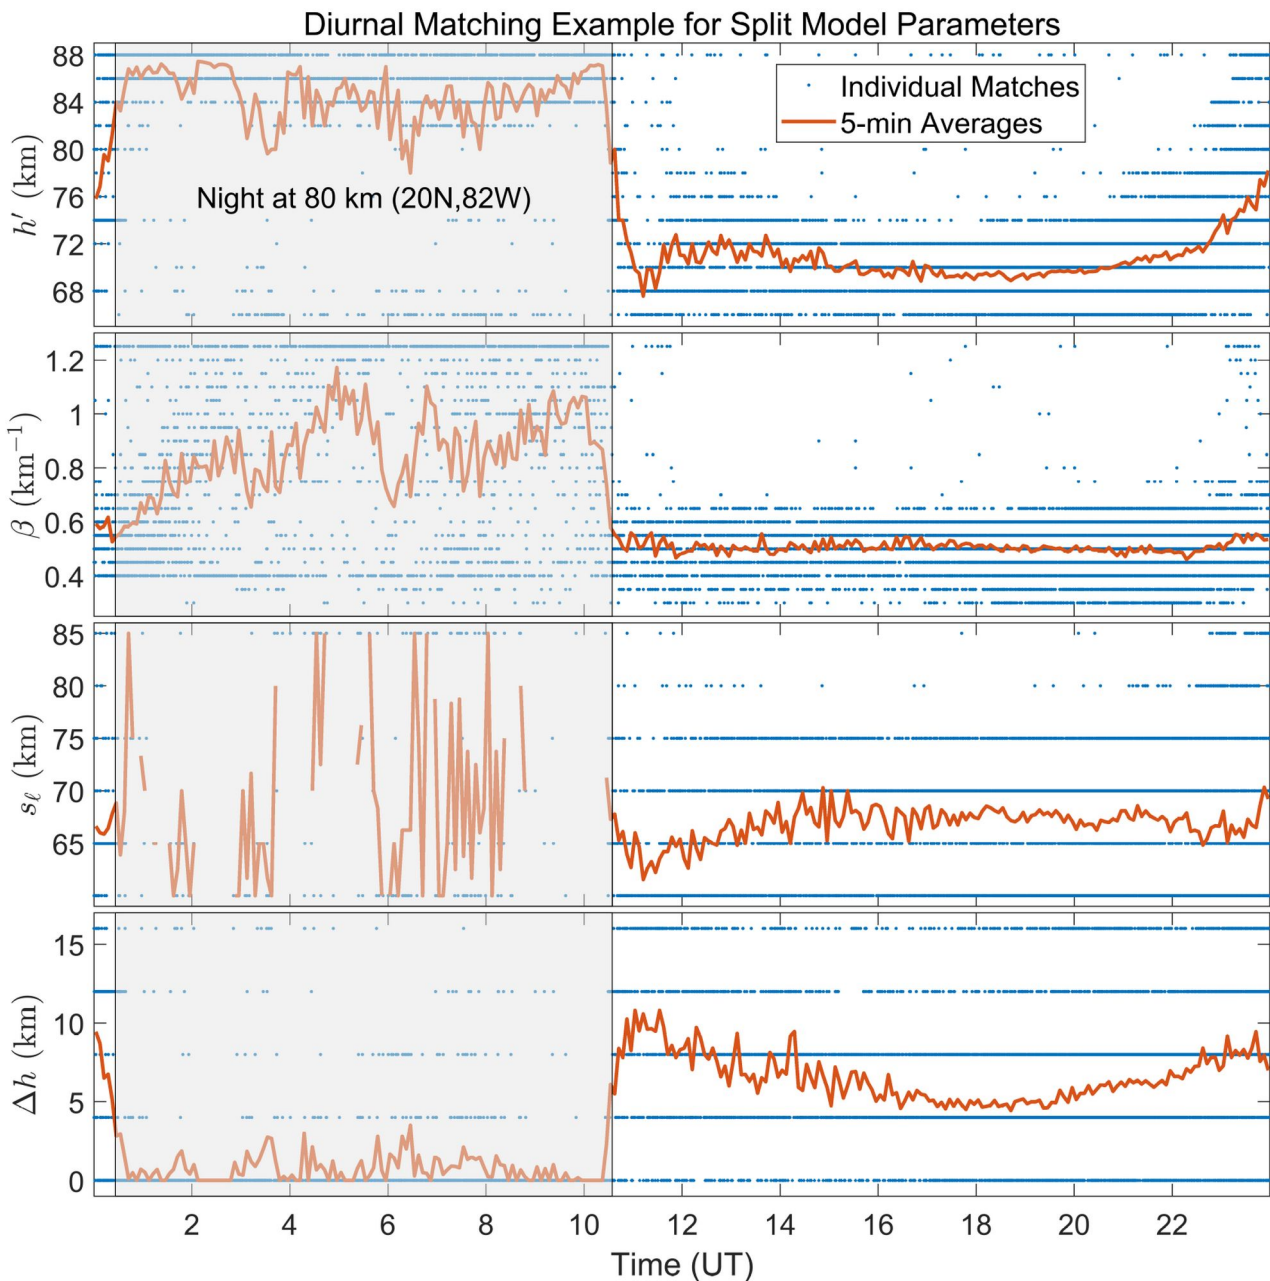 Diurnal Matching Example for Split Model Parameters
88
84
80
76
72
68
h′ (km)
Individual Matches
5-min Averages
Night at 80 km (20N,82W)
1.2
1
0.8
0.6
0.4
β (km⁻¹)
85
80
75
70
65
sℓ (km)
15
10
5
0
Δh (km)
2 4 6 8 10 12 14 16 18 20 22
Time (UT)